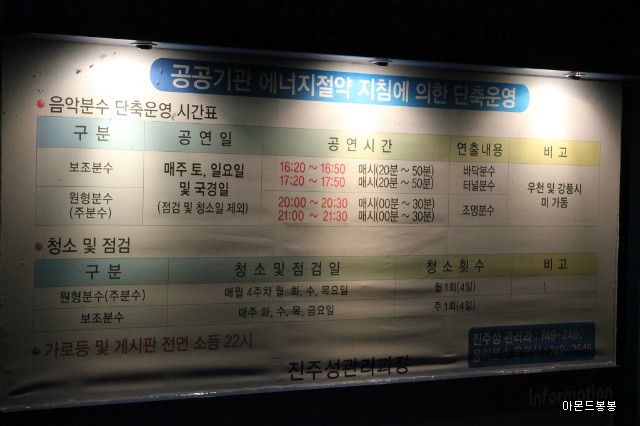 공공기관 에너지절약 지침에 의한 단축운영
• 음악분수 단축운영 시간표
구분 공연일 공연시간 연출내용 비고
보조분수 매주 토, 일요일 및 국경일 (점검 및 청소일 제외) 16:20 ~ 16:50 매시(20분 ~ 50분) 바닥분수 우천 및 강풍시 미 가동
17:20 ~ 17:50 매시(20분 ~ 50분) 터널분수
원형분수 (주분수) 20:00 ~ 20:30 매시(00분 ~ 30분) 조명분수
21:00 ~ 21:30 매시(00분 ~ 30분)
• 청소 및 점검
구분 청소및점검일 청소횟수 비고
원형분수(주분수) 매월 4주차 월, 화, 수, 목요일 월 1회(4일)
보조분수 매주 화, 수, 목, 금요일 주 1회(4일)
• 가로등 및 게시판 전면 소등 22시
진주성 관리과 : 749-2480
진주성관리과장
information
아몬드봉봉